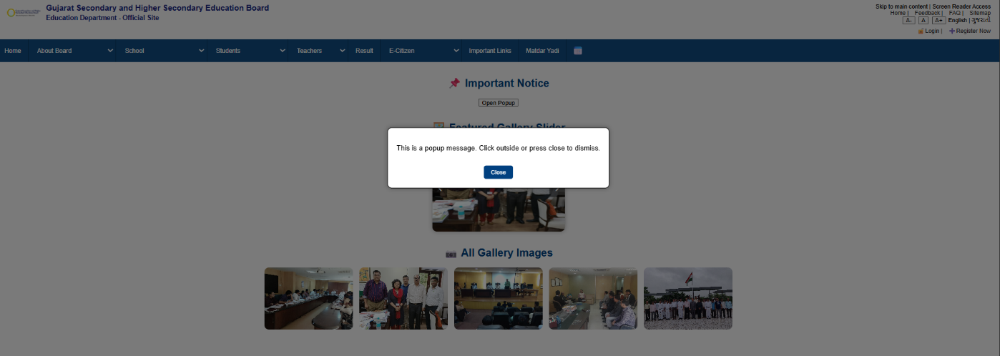 Gujarat Secondary and Higher Secondary Education Board
Education Department - Official Site
Skip to main content | Screen Reader Access
Home | Feedback | FAQ | Sitemap
A- A A+ English | ગુજરાતી
Login | Register Now
Home About Board School Students Teachers Result E-Citizen Important Links Matdar Yadi
Important Notice
Open Popup
Featured Gallery Slider
This is a popup message. Click outside or press close to dismiss.
Close
All Gallery Images